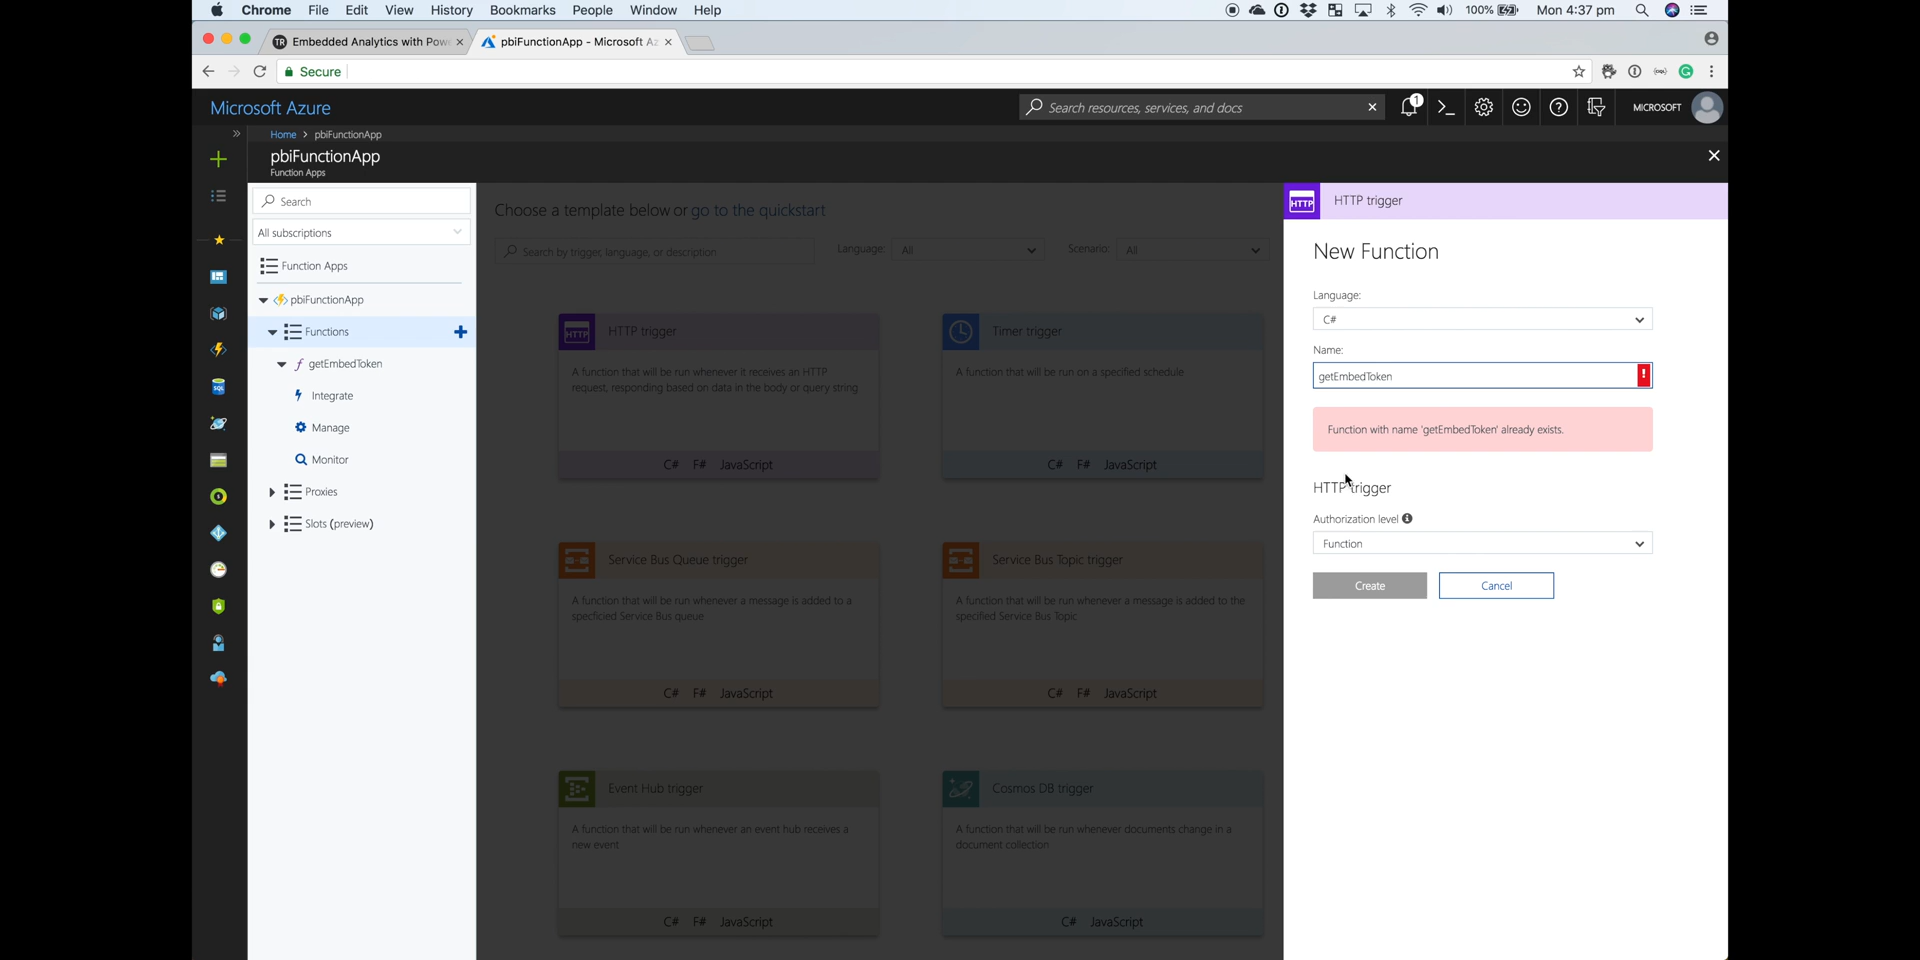 Chrome File Edit View History Bookmarks People Window Help 100% Mon 4:37 pm
TR Embedded Analytics with Pow
pbiFunctionApp - Microsoft Az
Secure
Microsoft Azure
Search resources, services, and docs
1
MICROSOFT
Home > pbiFunctionApp
pbiFunctionApp
Function Apps
Search
All subscriptions
Function Apps
pbiFunctionApp
Functions
getEmbedToken
Integrate
Manage
Monitor
Proxies
Slots (preview)
Choose a template below or go to the quickstart
Search by trigger, language, or description
Language: All
Scenario: All
HTTP
HTTP trigger
A function that will be run whenever it receives an HTTP
request, responding based on data in the body or query string
C# F# JavaScript
Timer trigger
A function that will be run on a specified schedule
C# F# JavaScript
Service Bus Queue trigger
A function that will be run whenever a message is added to a
specficied Service Bus queue
C# F# JavaScript
Service Bus Topic trigger
A function that will be run whenever a message is added to the
specified Service Bus Topic
C# F# JavaScript
Event Hub trigger
A function that will be run whenever an event hub receives a
new event
C# F# JavaScript
Cosmos DB trigger
A function that will be run whenever documents change in a
document collection
C# JavaScript
HTTP
HTTP trigger
New Function
Language:
C#
Name:
getEmbedToken
!
Function with name 'getEmbedToken' already exists.
HTTP trigger
Authorization level
Function
Create
Cancel